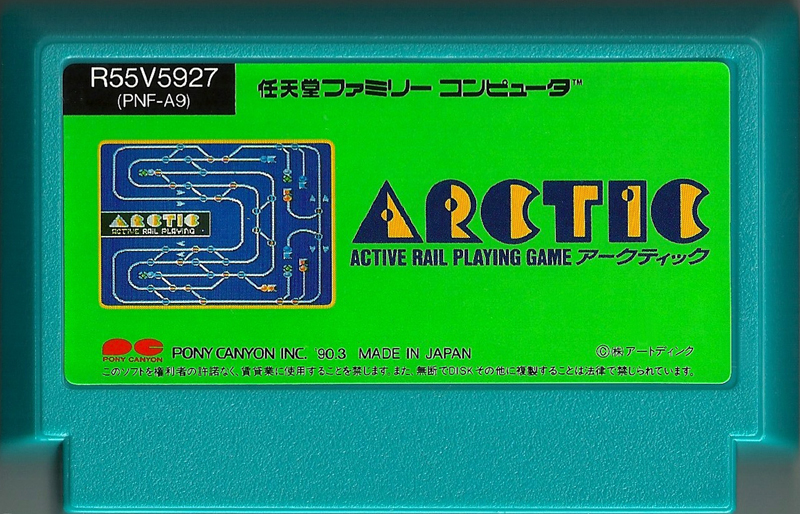 R55V5927
(PNF-A9)
任天堂ファミリー コンピュータ™
ARCTIC
ACTIVE RAIL PLAYING
ARCTIC
ACTIVE RAIL PLAYING GAME アークティック
PC
PONY CANYON
PONY CANYON INC. 90.3 MADE IN JAPAN
©㈱アートディンク
このソフトを権利者の許諾なく、賃貸業に使用することを禁じます。また、無断でDISKその他に複製することは法律で禁じられています。